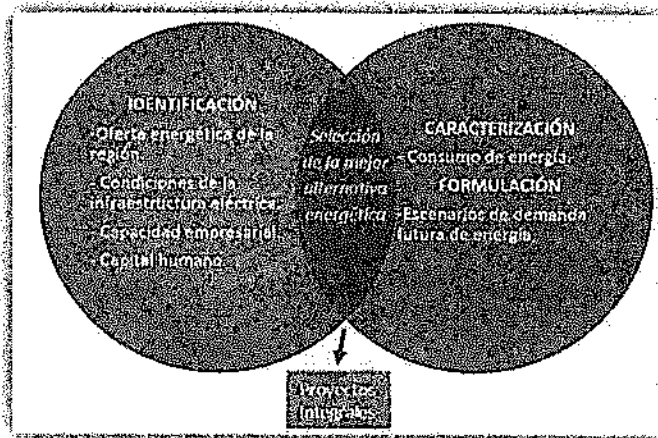 IDENTIFICACIÓN
-Oferta energética de la
región.
- Condiciones de la
infraestructura eléctrica.
- Capacidad empresarial.
- Capital humano.
Selección
de la mejor
alternativa
energética
CARACTERIZACIÓN
- Consumo de energía.
FORMULACIÓN
-Escenarios de demanda
futura de energía.
Proyectos
Integrales